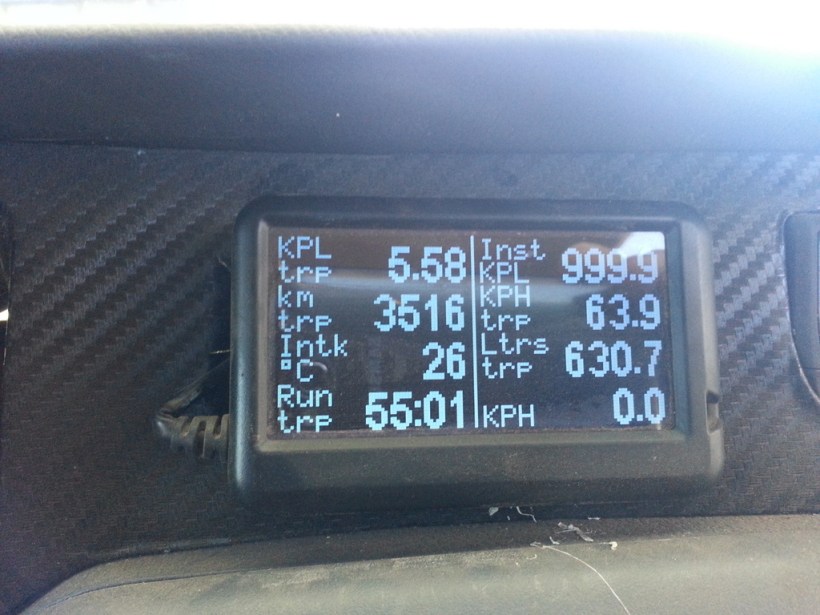 KPL trp 5.58
km trp 3516
Intk °C 26
Run trp 55:01
Inst KPL 999.9
KPH trp 63.9
Ltrs trp 630.7
KPH 0.0